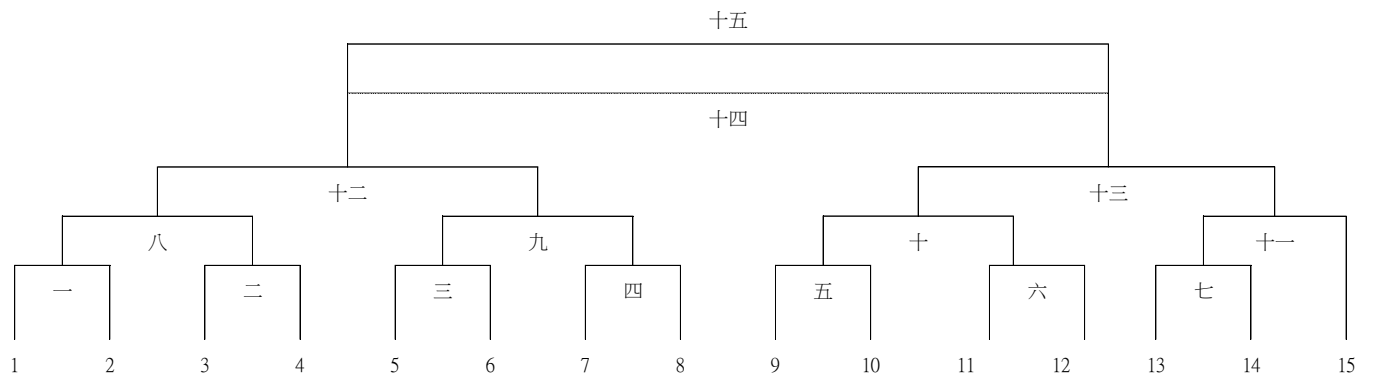 十五
十四
十二 十三
八 九 十 十一
一 二 三 四 五 六 七
1 2 3 4 5 6 7 8 9 10 11 12 13 14 15